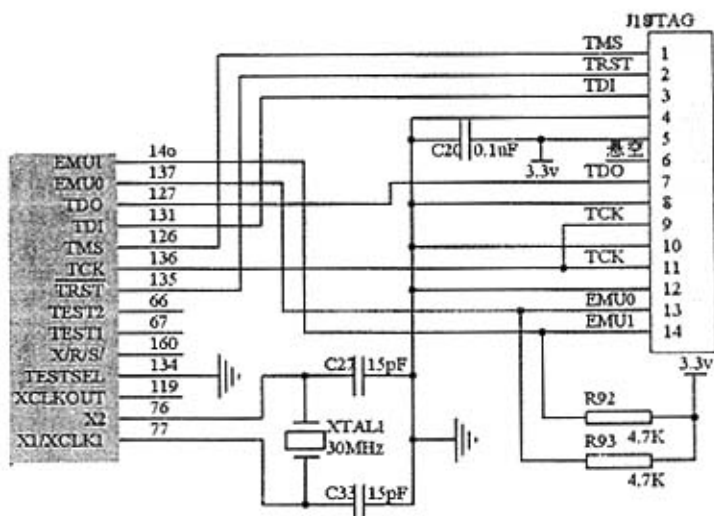 J1JTAG
TMS 1
TRST 2
TDI 3
4
C20 0.1uF 5
3.3v
悬空 6
TDO 7
8
TCK 9
10
TCK 11
12
EMU0 13
EMU1 14
EMU1 140
EMU0 137
TDO 127
TDI 131
TMS 126
TCK 136
TRST 135
TEST2 66
TEST1 67
X/R/S/ 160
TESTSEL 134
XCLKOUT 119
X2 76
X1/XCLK1 77
15pF
XTAL1
30MHz
C33 15pF
3.3v
R92
4.7K
R93
4.7K